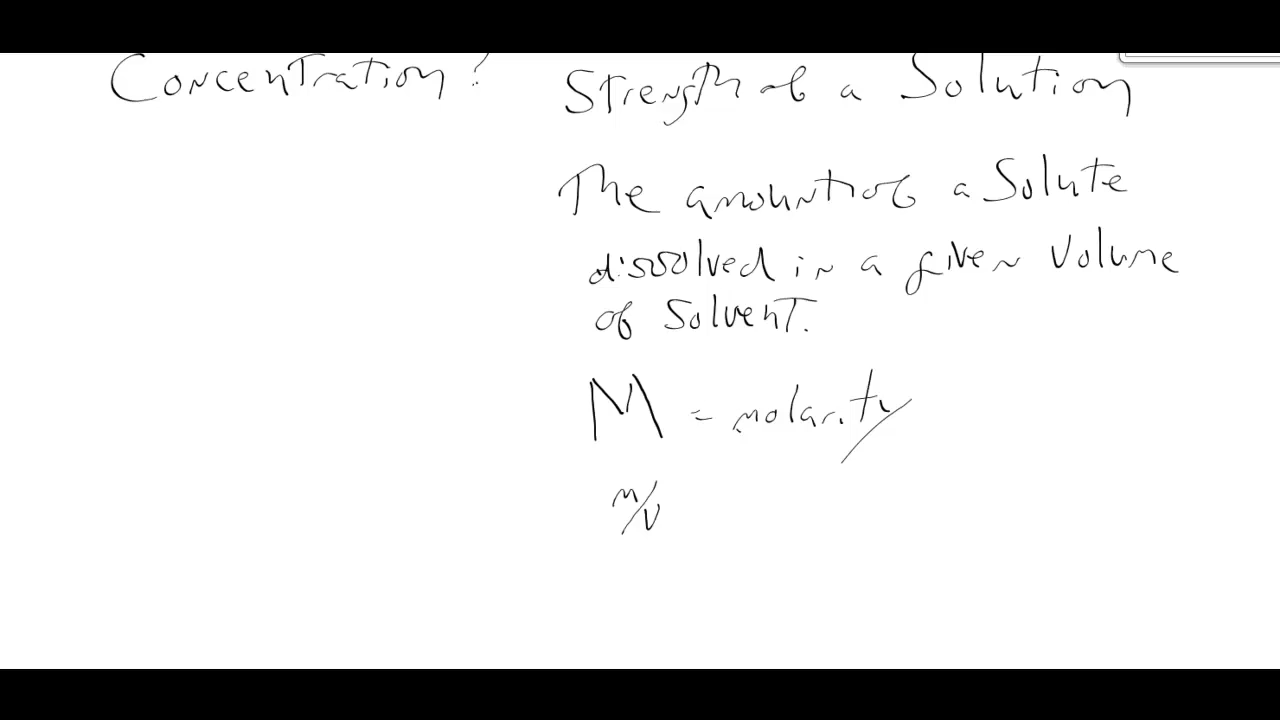 Concentration? Strength of a Solution
The amount of a Solute
dissolved in a given Volume
of Solvent.
M = molarity
m/v